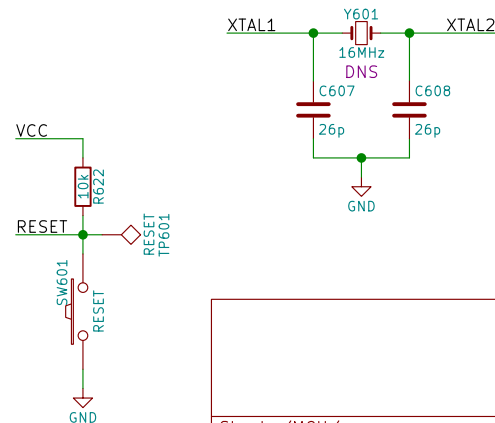 XTAL1
Y601
XTAL2
16MHz
DNS
C607
26p
C608
26p
GND
VCC
10k
R622
RESET
RESET
TP601
SW601
RESET
GND